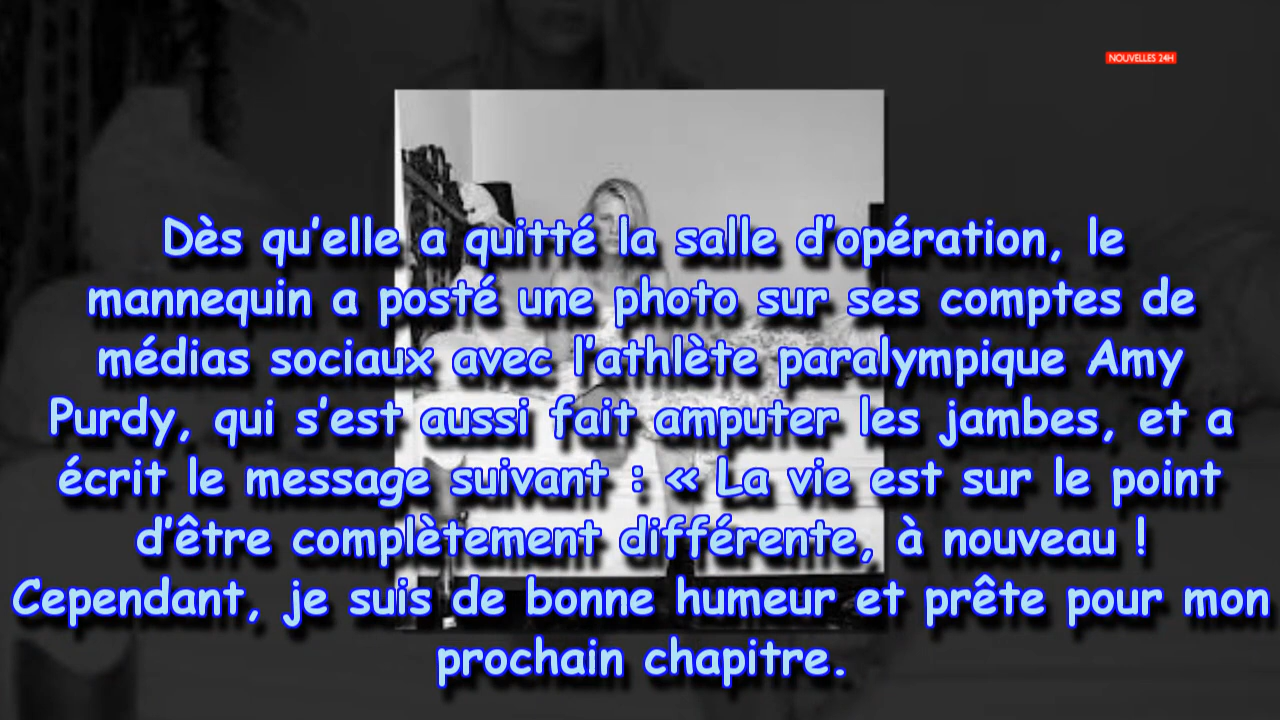 NOUVELLES 24H
Dès qu’elle a quitté la salle d’opération, le
mannequin a posté une photo sur ses comptes de
médias sociaux avec l’athlète paralympique Amy
Purdy, qui s’est aussi fait amputer les jambes, et a
écrit le message suivant : « La vie est sur le point
d’être complètement différente, à nouveau !
Cependant, je suis de bonne humeur et prête pour mon
prochain chapitre.